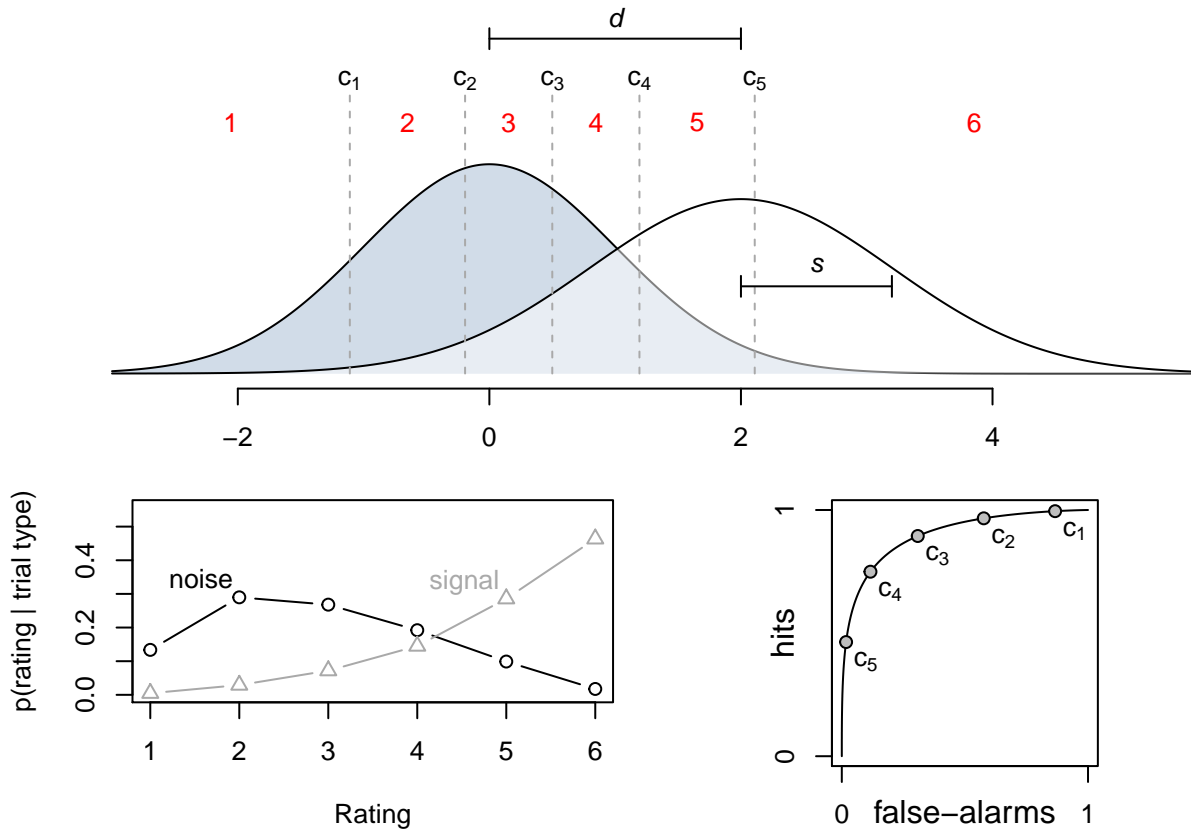 d
c1 c2 c3 c4 c5
1 2 3 4 5 6
s
−2 0 2 4
p(rating | trial type)
0.0 0.2 0.4
noise
signal
1 2 3 4 5 6
Rating
hits
0 1
c1
c2
c3
c4
c5
0 false−alarms 1